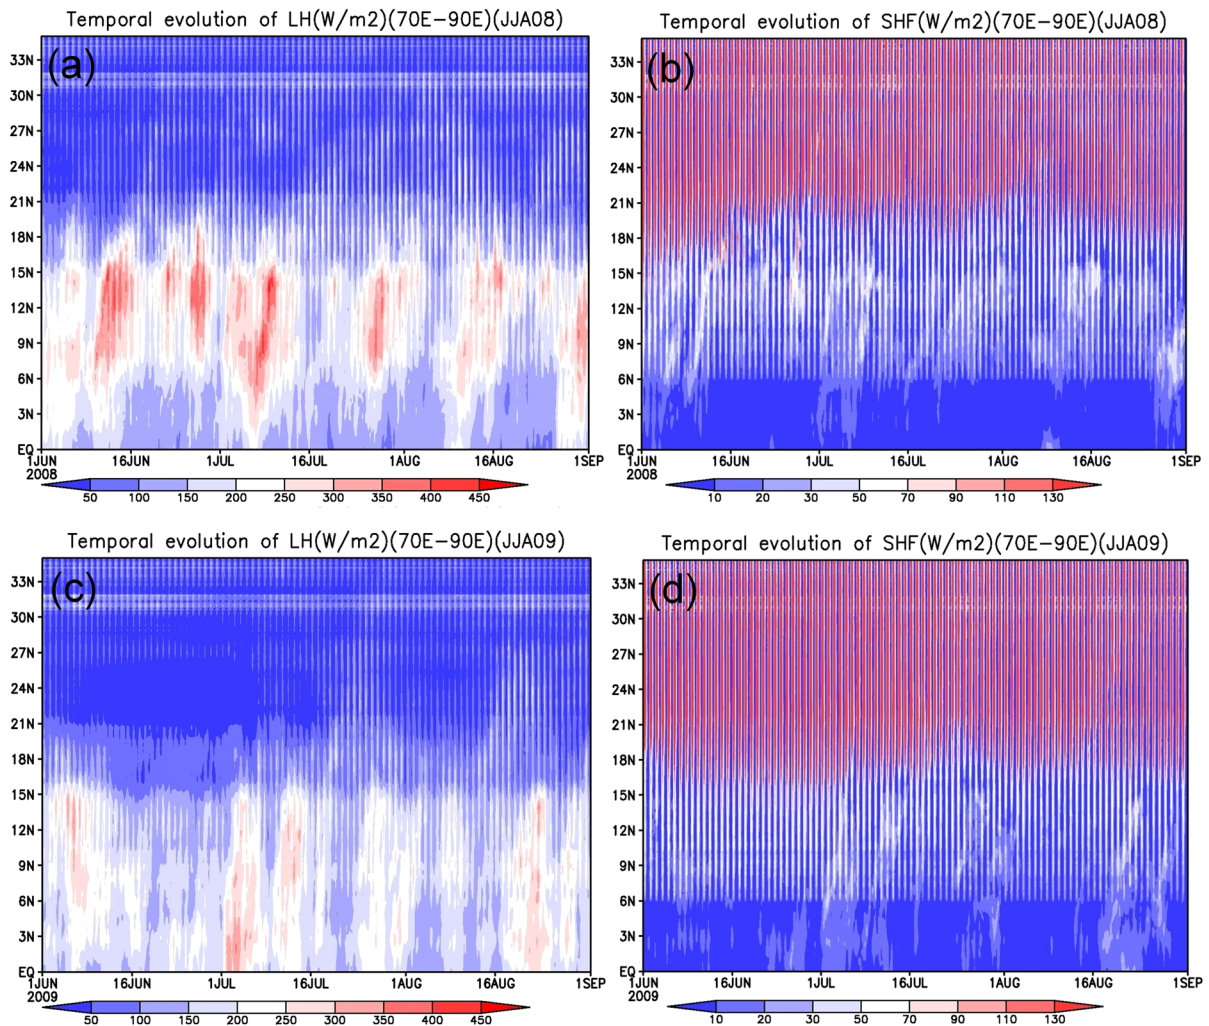 Temporal evolution of LH(W/m2)(70E−90E)(JJA08)
(a)
33N
30N
27N
24N
21N
18N
15N
12N
9N
6N
3N
EQ
1JUN 16JUN 1JUL 16JUL 1AUG 16AUG 1SEP
2008
50 100 150 200 250 300 350 400 450
Temporal evolution of SHF(W/m2)(70E−90E)(JJA08)
(b)
33N
30N
27N
24N
21N
18N
15N
12N
9N
6N
3N
EQ
1JUN 16JUN 1JUL 16JUL 1AUG 16AUG 1SEP
2008
10 20 30 50 70 90 110 130
Temporal evolution of LH(W/m2)(70E−90E)(JJA09)
(c)
33N
30N
27N
24N
21N
18N
15N
12N
9N
6N
3N
EQ
1JUN 16JUN 1JUL 16JUL 1AUG 16AUG 1SEP
2009
50 100 150 200 250 300 350 400 450
Temporal evolution of SHF(W/m2)(70E−90E)(JJA09)
(d)
33N
30N
27N
24N
21N
18N
15N
12N
9N
6N
3N
EQ
1JUN 16JUN 1JUL 16JUL 1AUG 16AUG 1SEP
2009
10 20 30 50 70 90 110 130